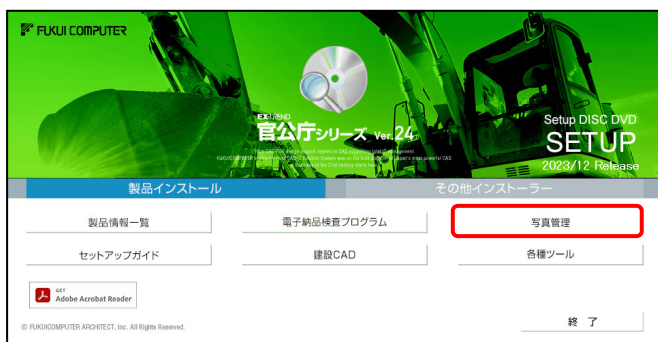 FUKUI COMPUTER
EX-TREND
官公庁シリーズ Ver.24
Setup DISC DVD
SETUP
2023/12 Release
製品インストール
その他インストーラー
製品情報一覧
電子納品検査プログラム
写真管理
セットアップガイド
建設CAD
各種ツール
GET
Adobe Acrobat Reader
© FUKUICOMPUTER ARCHITECT, Inc. All Rights Reserved.
終 了